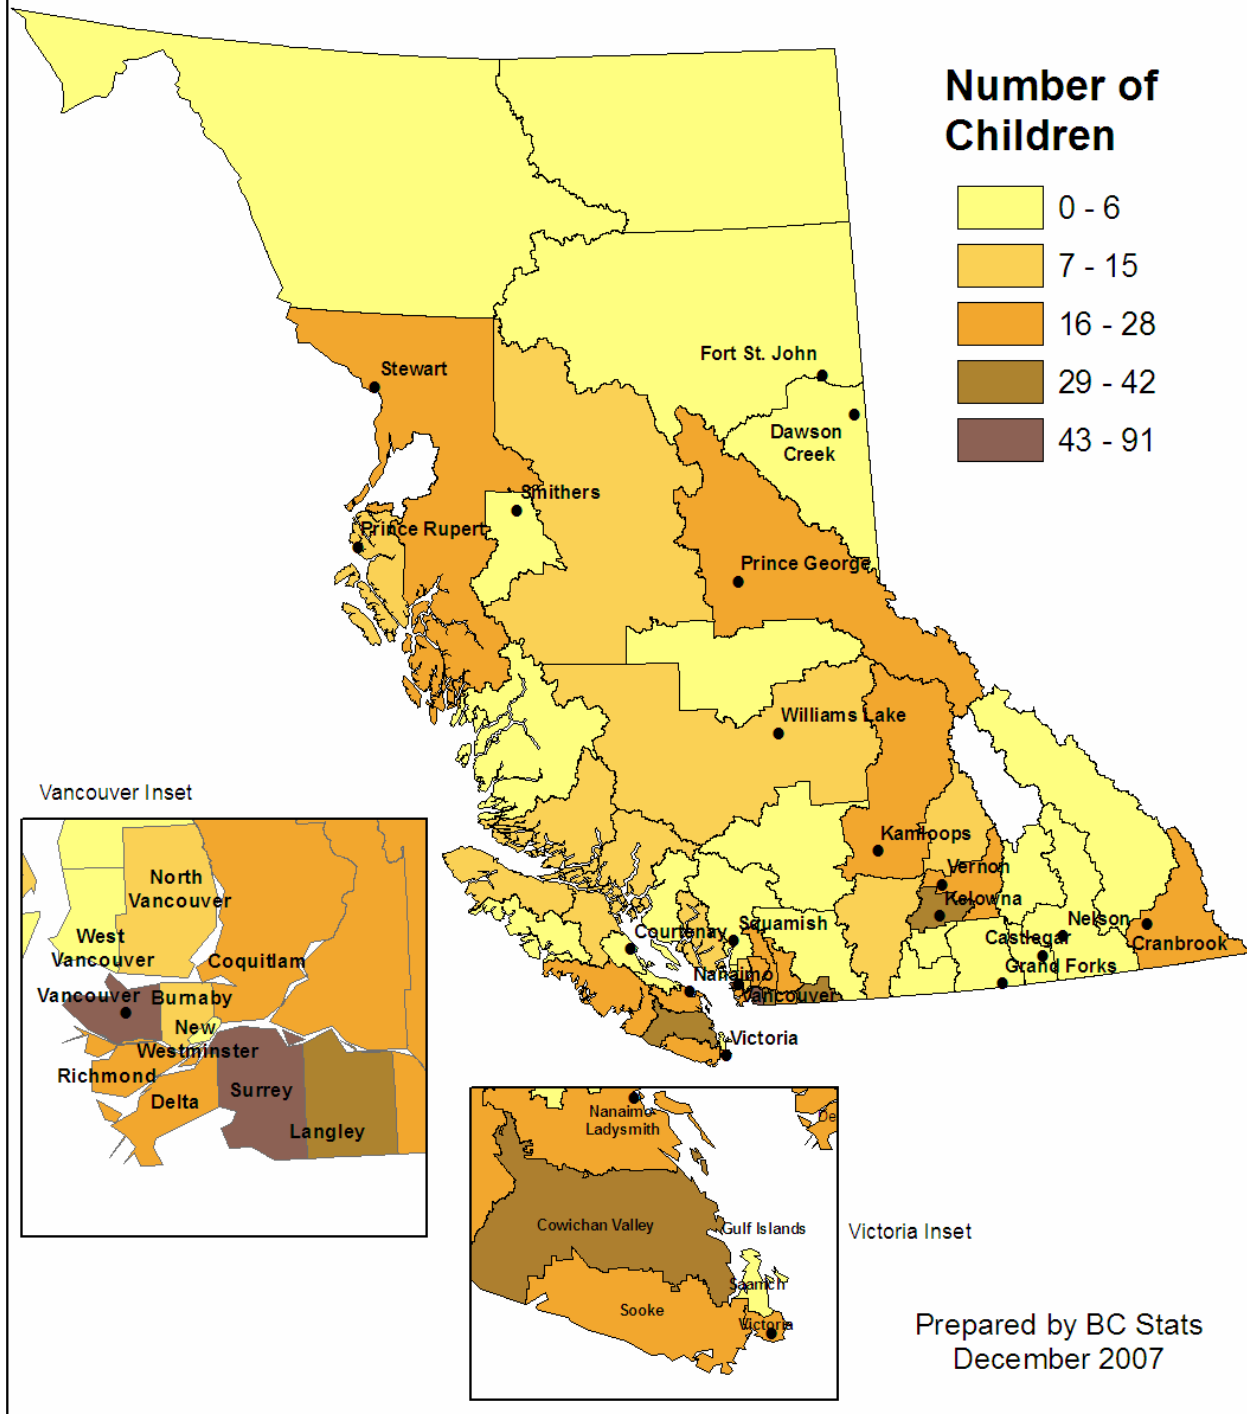 Number of
Children
0 - 6
7 - 15
16 - 28
29 - 42
43 - 91
Fort St. John
Stewart
Dawson
Creek
Smithers
Prince Rupert
Prince George
Williams Lake
Kamloops
Vernon
Kelowna
Squamish
Nelson
Courtenay
Castlegar
Cranbrook
Grand Forks
Nanaimo
Vancouver
Victoria
Vancouver Inset
North
Vancouver
West
Vancouver
Coquitlam
Vancouver
Burnaby
New
Westminster
Richmond
Delta
Surrey
Langley
Nanaimo
Ladysmith
De
Cowichan Valley
Gulf Islands
Saanich
Sooke
Victoria
Victoria Inset
Prepared by BC Stats
December 2007